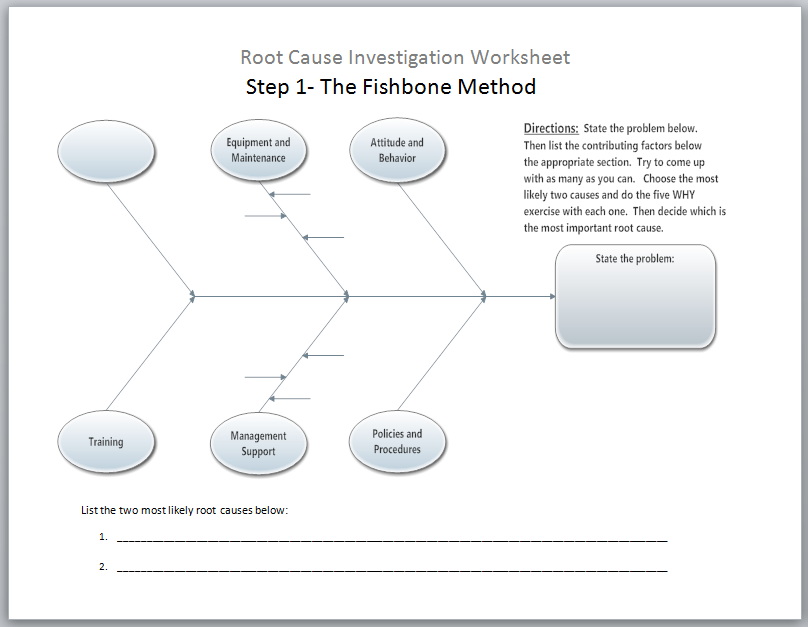 Root Cause Investigation Worksheet
Step 1- The Fishbone Method
Equipment and
Maintenance
Attitude and
Behavior
Directions: State the problem below.
Then list the contributing factors below
the appropriate section. Try to come up
with as many as you can. Choose the most
likely two causes and do the five WHY
exercise with each one. Then decide which is
the most important root cause.
State the problem:
Training
Management
Support
Policies and
Procedures
List the two most likely root causes below:
1.
2.